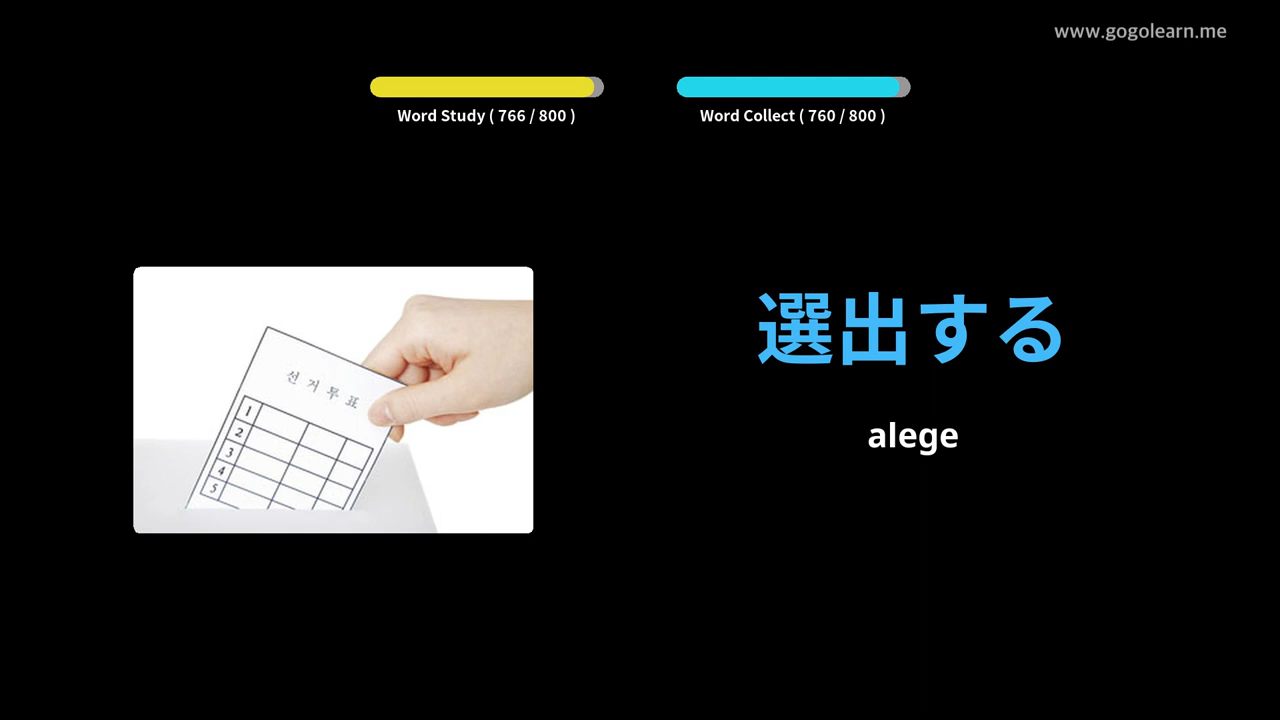 www.gogolearn.me
Word Study ( 766 / 800 )
Word Collect ( 760 / 800 )
선거투표
1
2
3
4
5
選出する
alege